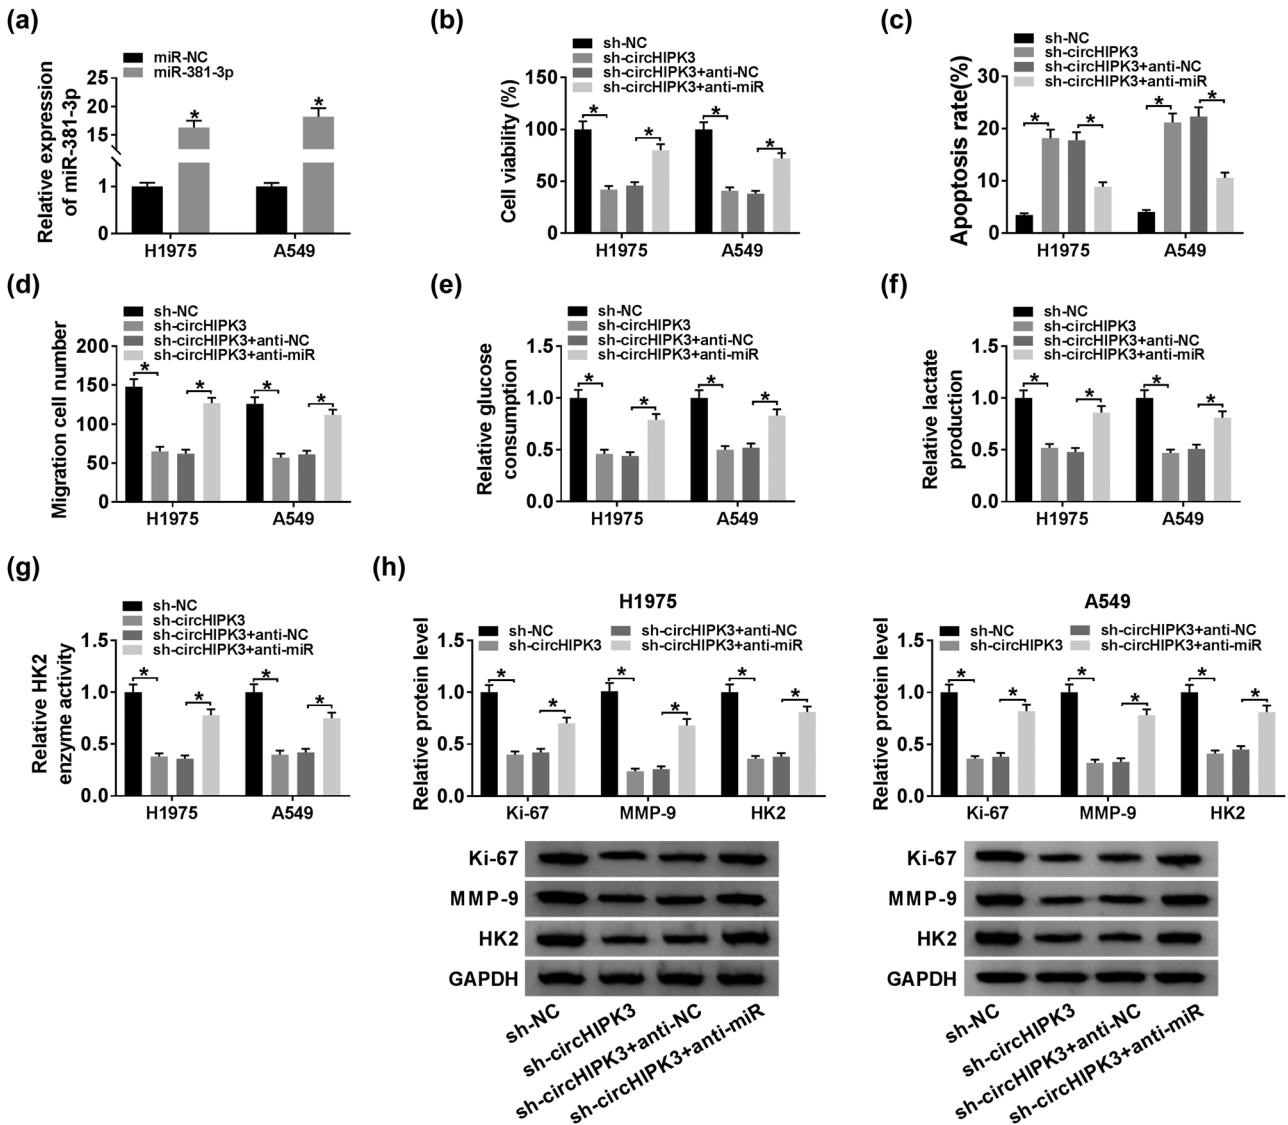 (a)
miR-NC
miR-381-3p
Relative expression
of miR-381-3p
25
20
15
1
0
H1975
A549
*
*
(b)
sh-NC
sh-circHIPK3
sh-circHIPK3+anti-NC
sh-circHIPK3+anti-miR
Cell viability (%)
150
100
50
0
H1975
A549
*
*
*
*
(c)
sh-NC
sh-circHIPK3
sh-circHIPK3+anti-NC
sh-circHIPK3+anti-miR
Apoptosis rate(%)
30
20
10
0
H1975
A549
*
*
*
*
(d)
sh-NC
sh-circHIPK3
sh-circHIPK3+anti-NC
sh-circHIPK3+anti-miR
Migration cell number
200
150
100
50
0
H1975
A549
*
*
*
*
(e)
sh-NC
sh-circHIPK3
sh-circHIPK3+anti-NC
sh-circHIPK3+anti-miR
Relative glucose
consumption
1.5
1.0
0.5
0.0
H1975
A549
*
*
*
*
(f)
sh-NC
sh-circHIPK3
sh-circHIPK3+anti-NC
sh-circHIPK3+anti-miR
Relative lactate
production
1.5
1.0
0.5
0.0
H1975
A549
*
*
*
*
(g)
sh-NC
sh-circHIPK3
sh-circHIPK3+anti-NC
sh-circHIPK3+anti-miR
Relative HK2
enzyme activity
1.5
1.0
0.5
0.0
H1975
A549
*
*
*
*
(h)
H1975
sh-NC
sh-circHIPK3
sh-circHIPK3+anti-NC
sh-circHIPK3+anti-miR
Relative protein level
1.5
1.0
0.5
0.0
Ki-67
MMP-9
HK2
*
*
*
*
*
*
Ki-67
MMP-9
HK2
GAPDH
sh-NC
sh-circHIPK3
sh-circHIPK3+anti-NC
sh-circHIPK3+anti-miR
A549
sh-NC
sh-circHIPK3
sh-circHIPK3+anti-NC
sh-circHIPK3+anti-miR
Relative protein level
1.5
1.0
0.5
0.0
Ki-67
MMP-9
HK2
*
*
*
*
*
*
Ki-67
MMP-9
HK2
GAPDH
sh-NC
sh-circHIPK3
sh-circHIPK3+anti-NC
sh-circHIPK3+anti-miR